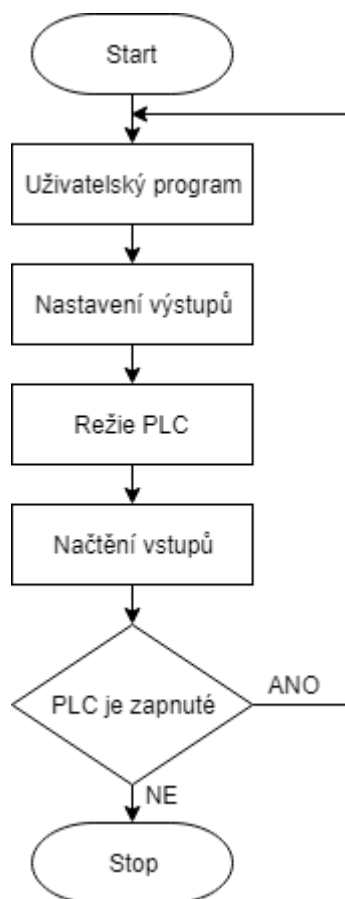 Start
Uživatelský program
Nastavení výstupů
Režie PLC
Načtění vstupů
PLC je zapnuté
ANO
NE
Stop